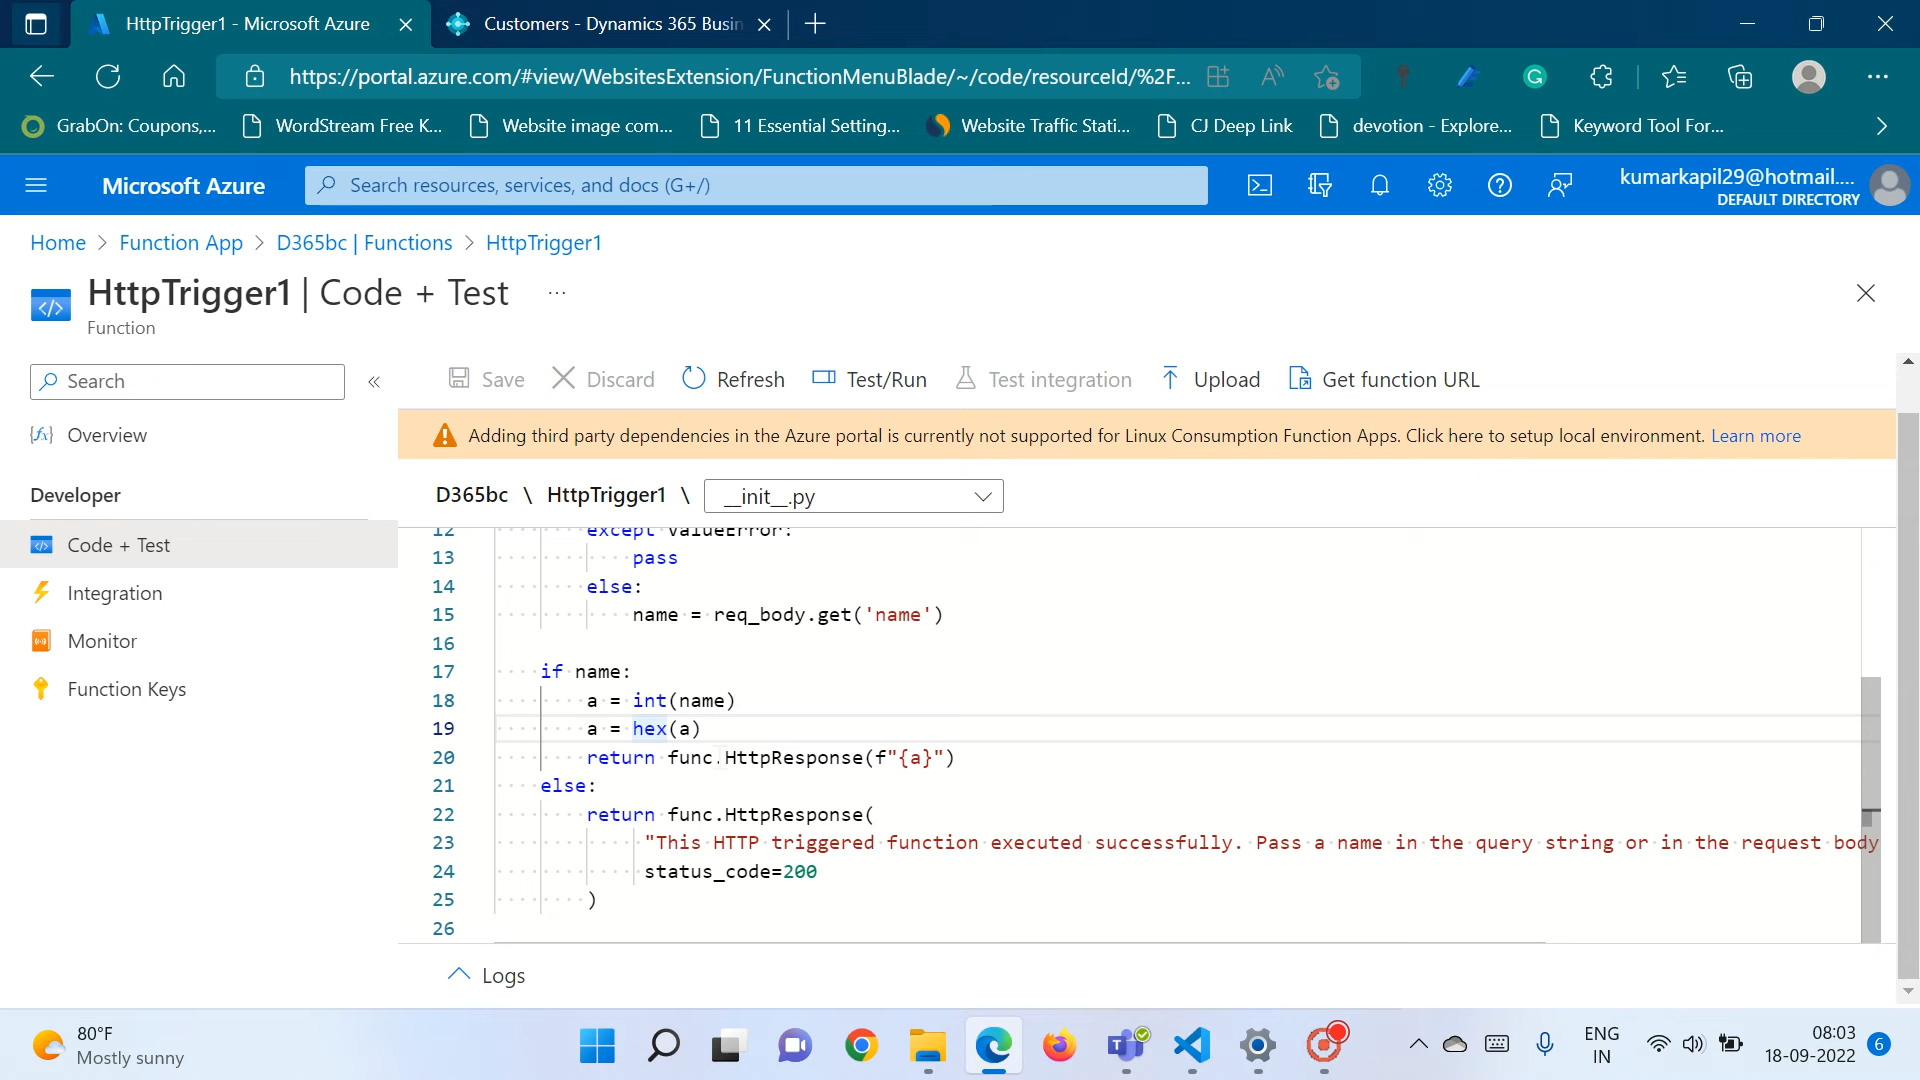 HttpTrigger1 - Microsoft Azure
Customers - Dynamics 365 Busin
https://portal.azure.com/#view/WebsitesExtension/FunctionMenuBlade/~/code/resourceId/%2F...
GrabOn: Coupons,...
WordStream Free K...
Website image com...
11 Essential Setting...
Website Traffic Stati...
CJ Deep Link
devotion - Explore...
Keyword Tool For...
Microsoft Azure
Search resources, services, and docs (G+/)
kumarkapil29@hotmail....
DEFAULT DIRECTORY
Home > Function App > D365bc | Functions > HttpTrigger1
HttpTrigger1 | Code + Test ...
Function
Search
Save
Discard
Refresh
Test/Run
Test integration
Upload
Get function URL
Overview
Adding third party dependencies in the Azure portal is currently not supported for Linux Consumption Function Apps. Click here to setup local environment. Learn more
Developer
D365bc \ HttpTrigger1 \ __init__.py
Code + Test
Integration
Monitor
Function Keys
12 except ValueError:
13 pass
14 else:
15 name = req_body.get('name')
16
17 if name:
18 a = int(name)
19 a = hex(a)
20 return func.HttpResponse(f"{a}")
21 else:
22 return func.HttpResponse(
23 "This HTTP triggered function executed successfully. Pass a name in the query string or in the request body
24 status_code=200
25 )
26
Logs
80°F
Mostly sunny
ENG
IN
08:03
18-09-2022
6